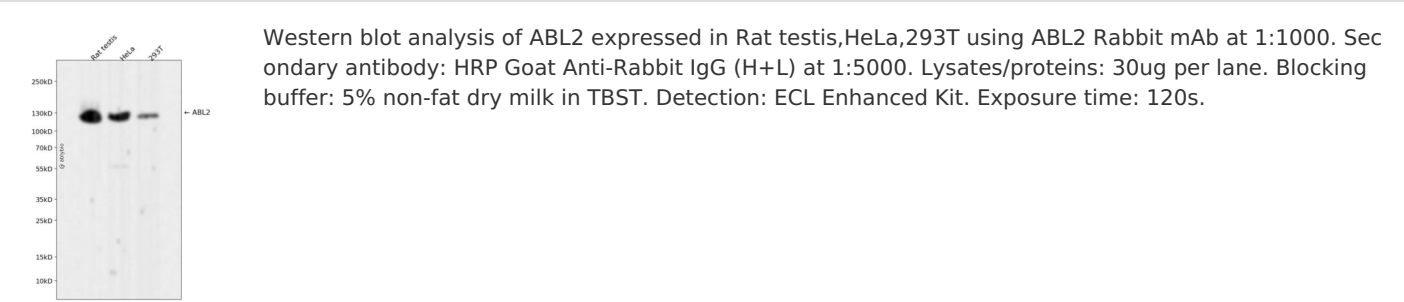 Rat testis
HeLa
293T
Western blot analysis of ABL2 expressed in Rat testis,HeLa,293T using ABL2 Rabbit mAb at 1:1000. Sec
ondary antibody: HRP Goat Anti-Rabbit IgG (H+L) at 1:5000. Lysates/proteins: 30ug per lane. Blocking
buffer: 5% non-fat dry milk in TBST. Detection: ECL Enhanced Kit. Exposure time: 120s.
250kD
130kD
← ABL2
100kD
70kD
55kD
35kD
25kD
15kD
10kD